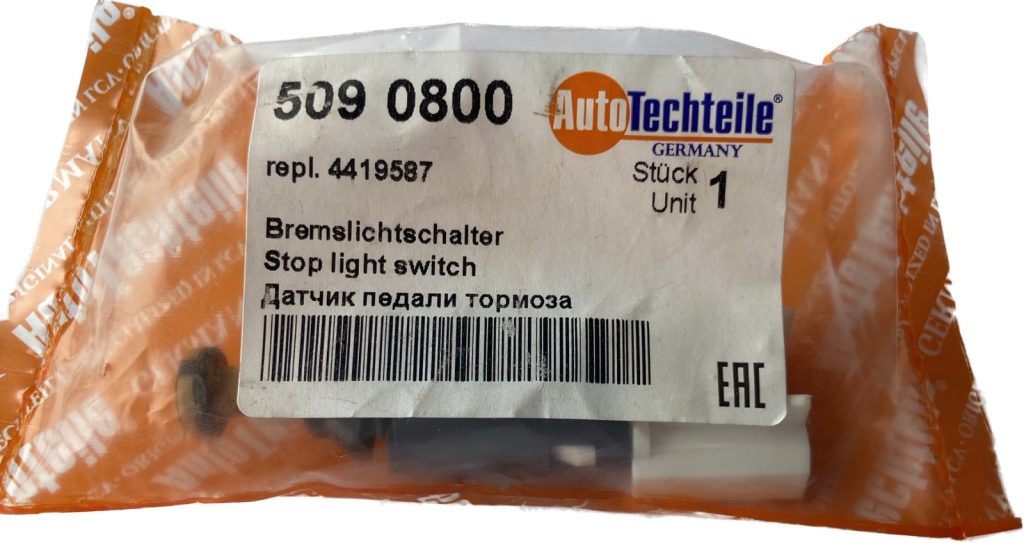 509 0800
AutoTechteile®
GERMANY
repl. 4419587
Stück
Unit 1
Bremslichtschalter
Stop light switch
Датчик педали тормоза
EAC